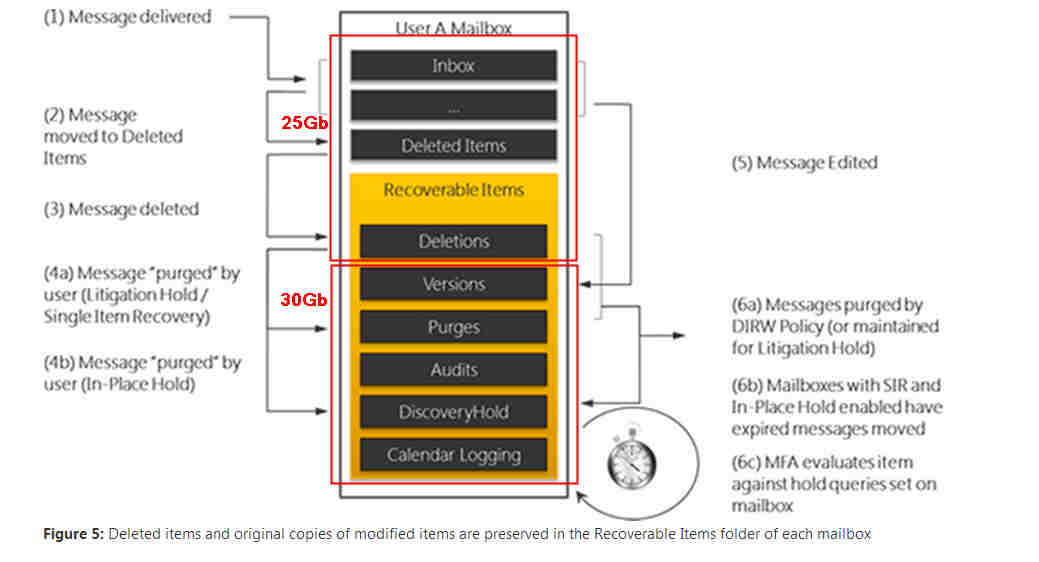 (1) Message delivered
(2) Message
moved to Deleted
Items
(3) Message deleted
(4a) Message "purged" by
user (Litigation Hold /
Single Item Recovery)
(4b) Message "purged" by
user (In-Place Hold)
25Gb
30Gb
User A Mailbox
Inbox
...
Deleted Items
Recoverable Items
Deletions
Versions
Purges
Audits
DiscoveryHold
Calendar Logging
(5) Message Edited
(6a) Messages purged by
DIRW Policy (or maintained
for Litigation Hold)
(6b) Mailboxes with SIR and
In-Place Hold enabled have
expired messages moved
(6c) MFA evaluates item
against hold queries set on
mailbox
Figure 5: Deleted items and original copies of modified items are preserved in the Recoverable Items folder of each mailbox